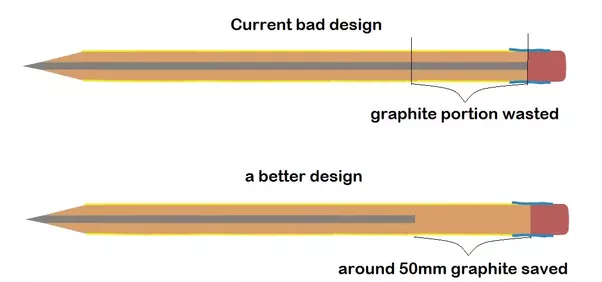 Current bad design
graphite portion wasted
a better design
around 50mm graphite saved